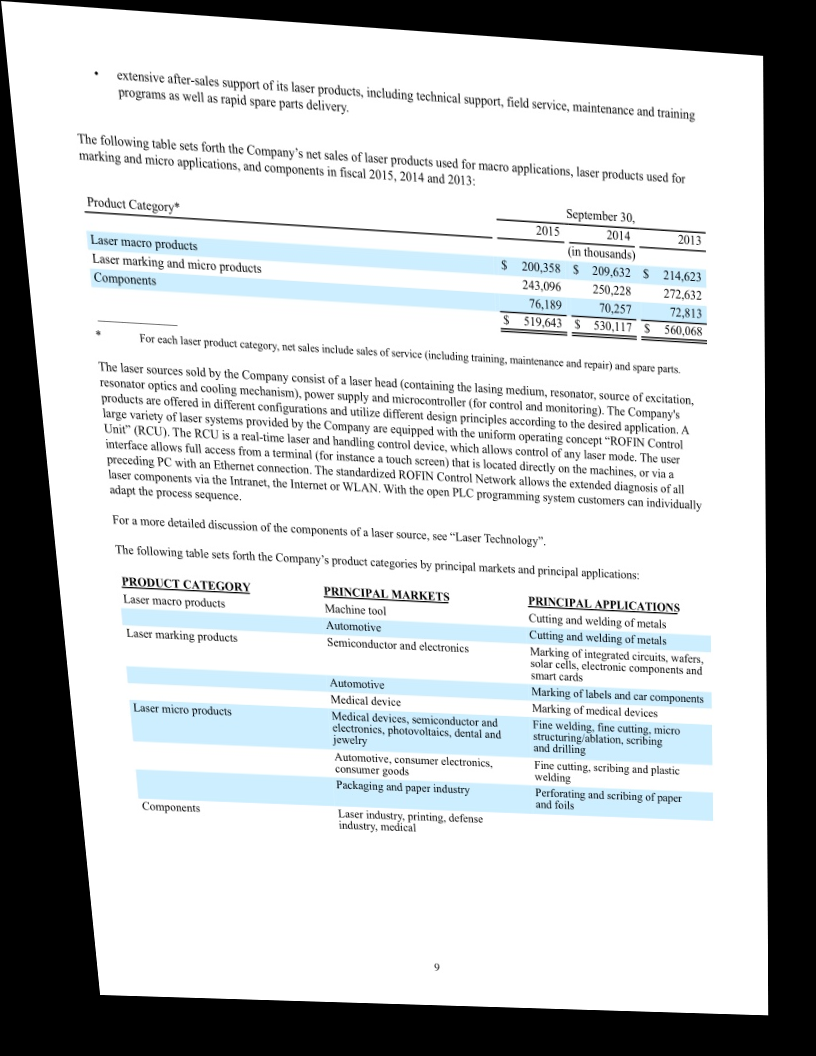 • extensive after-sales support of its laser products, including technical support, field service, maintenance and training
programs as well as rapid spare parts delivery.
The following table sets forth the Company's net sales of laser products used for macro applications, laser products used for
marking and micro applications, and components in fiscal 2015, 2014 and 2013:
Product Category* September 30,
2015 2014 2013
(in thousands)
Laser macro products $ 200,358 $ 209,632 $ 214,623
Laser marking and micro products 243,096 250,228 272,632
Components 76,189 70,257 72,813
$ 519,643 $ 530,117 $ 560,068
* For each laser product category, net sales include sales of service (including training, maintenance and repair) and spare parts.
The laser sources sold by the Company consist of a laser head (containing the lasing medium, resonator, source of excitation,
resonator optics and cooling mechanism), power supply and microcontroller (for control and monitoring). The Company's
products are offered in different configurations and utilize different design principles according to the desired application. A
large variety of laser systems provided by the Company are equipped with the uniform operating concept “ROFIN Control
Unit” (RCU). The RCU is a real-time laser and handling control device, which allows control of any laser mode. The user
interface allows full access from a terminal (for instance a touch screen) that is located directly on the machines, or via a
preceding PC with an Ethernet connection. The standardized ROFIN Control Network allows the extended diagnosis of all
laser components via the Intranet, the Internet or WLAN. With the open PLC programming system customers can individually
adapt the process sequence.
For a more detailed discussion of the components of a laser source, see “Laser Technology”.
The following table sets forth the Company's product categories by principal markets and principal applications:
PRODUCT CATEGORY PRINCIPAL MARKETS PRINCIPAL APPLICATIONS
Laser macro products Machine tool Cutting and welding of metals
Automotive Cutting and welding of metals
Laser marking products Semiconductor and electronics Marking of integrated circuits, wafers,
solar cells, electronic components and
smart cards
Automotive Marking of labels and car components
Medical device Marking of medical devices
Laser micro products Medical devices, semiconductor and Fine welding, fine cutting, micro
electronics, photovoltaics, dental and structuring/ablation, scribing
jewelry and drilling
Automotive, consumer electronics, Fine cutting, scribing and plastic
consumer goods welding
Packaging and paper industry Perforating and scribing of paper
and foils
Components Laser industry, printing, defense
industry, medical
9